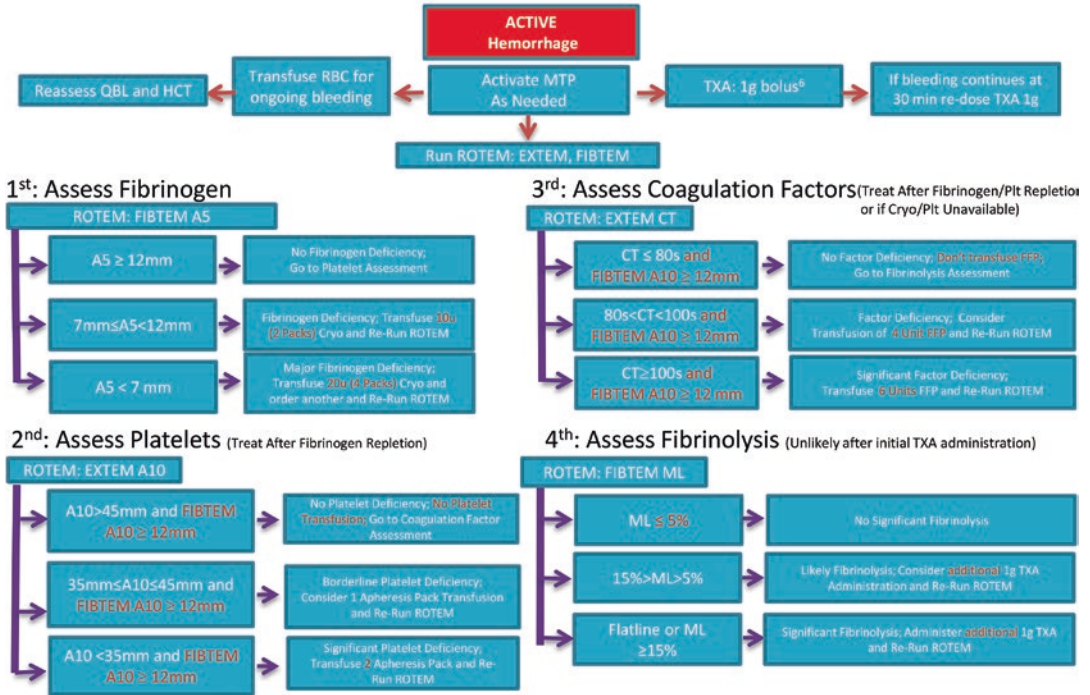 ACTIVE
Hemorrhage
Reassess QBL and HCT
Transfuse RBC for
ongoing bleeding
Activate MTP
As Needed
TXA: 1g bolus⁶
If bleeding continues at
30 min re-dose TXA 1g
Run ROTEM: EXTEM, FIBTEM
1st: Assess Fibrinogen
ROTEM: FIBTEM A5
A5 ≥ 12mm
No Fibrinogen Deficiency;
Go to Platelet Assessment
7mm≤A5<12mm
Fibrinogen Deficiency; Transfuse 10u
(2 Packs) Cryo and Re-Run ROTEM
A5 < 7 mm
Major Fibrinogen Deficiency;
Transfuse 20u (4 Packs) Cryo and
order another and Re-Run ROTEM
2nd: Assess Platelets (Treat After Fibrinogen Repletion)
ROTEM: EXTEM A10
A10>45mm and FIBTEM
A10 ≥ 12mm
No Platelet Deficiency; No Platelet
Transfusion; Go to Coagulation Factor
Assessment
35mm≤A10≤45mm and
FIBTEM A10 ≥ 12mm
Borderline Platelet Deficiency;
Consider 1 Apheresis Pack Transfusion
and Re-Run ROTEM
A10 <35mm and FIBTEM
A10 ≥ 12mm
Significant Platelet Deficiency;
Transfuse 2 Apheresis Pack and Re-
Run ROTEM
3rd: Assess Coagulation Factors (Treat After Fibrinogen/Plt Repletion
or if Cryo/Plt Unavailable)
ROTEM: EXTEM CT
CT ≤ 80s and
FIBTEM A10 ≥ 12mm
No Factor Deficiency; Don't transfuse FFP;
Go to Fibrinolysis Assessment
80s<CT<100s and
FIBTEM A10 ≥ 12mm
Factor Deficiency; Consider
Transfusion of 4 Unit FFP and Re-Run ROTEM
CT≥100s and
FIBTEM A10 ≥ 12 mm
Significant Factor Deficiency;
Transfuse 6 Units FFP and Re-Run ROTEM
4th: Assess Fibrinolysis (Unlikely after initial TXA administration)
ROTEM: FIBTEM ML
ML ≤ 5%
No Significant Fibrinolysis
15%>ML>5%
Likely Fibrinolysis; Consider additional 1g TXA
Administration and Re-Run ROTEM
Flatline or ML
≥15%
Significant Fibrinolysis; Administer additional 1g TXA
and Re-Run ROTEM